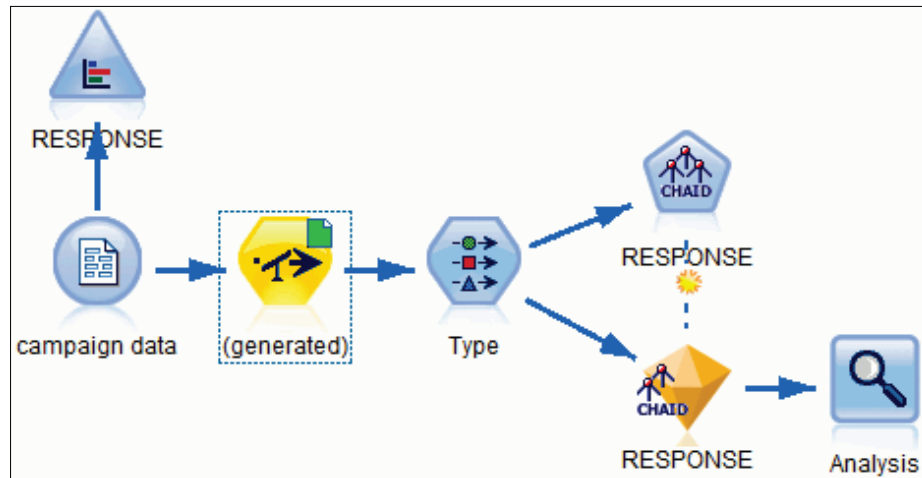 RESPONSE
CHAID
RESPONSE
campaign data
(generated)
Type
CHAID
RESPONSE
Analysis